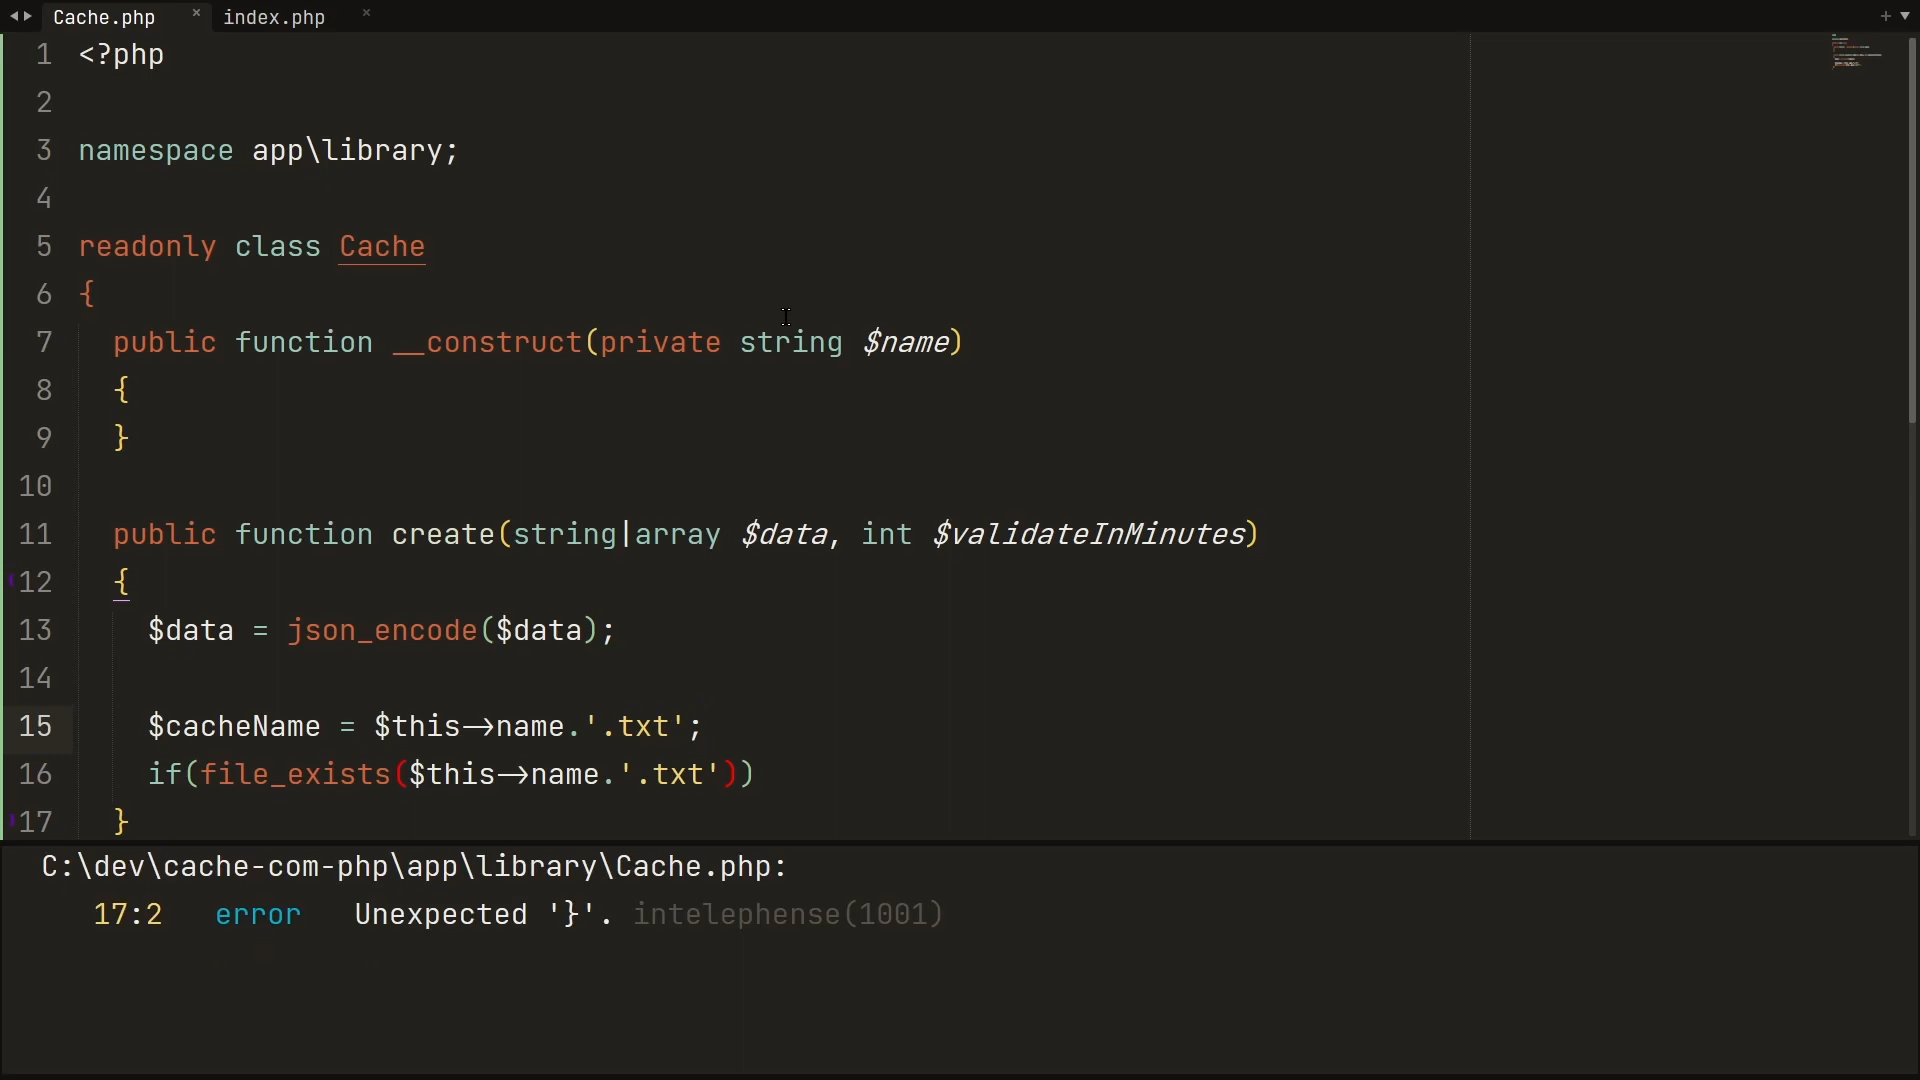 Cache.php × index.php ×
1 <?php
2
3 namespace app\library;
4
5 readonly class Cache
6 {
7 public function __construct(private string $name)
8 {
9 }
10
11 public function create(string|array $data, int $validateInMinutes)
12 {
13 $data = json_encode($data);
14
15 $cacheName = $this->name.'.txt';
16 if(file_exists($this->name.'.txt'))
17 }
C:\dev\cache-com-php\app\library\Cache.php:
17:2 error Unexpected '}'. intelephense(1001)